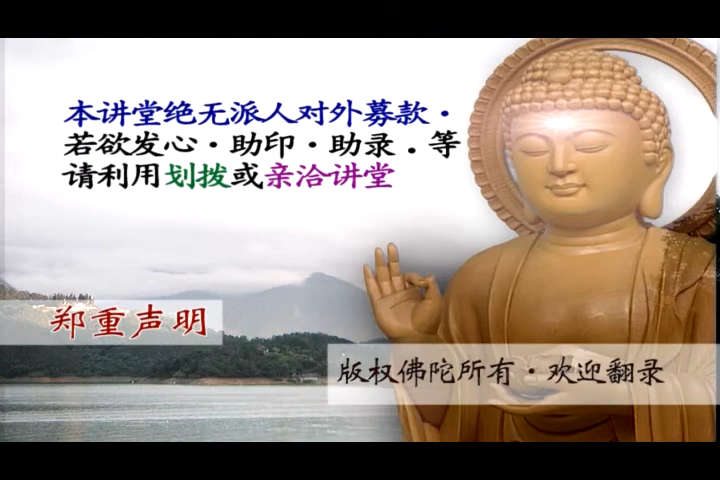 本讲堂绝无派人对外募款·
若欲发心·助印·助录.等
请利用划拨或亲洽讲堂
郑重声明
版权佛陀所有·欢迎翻录